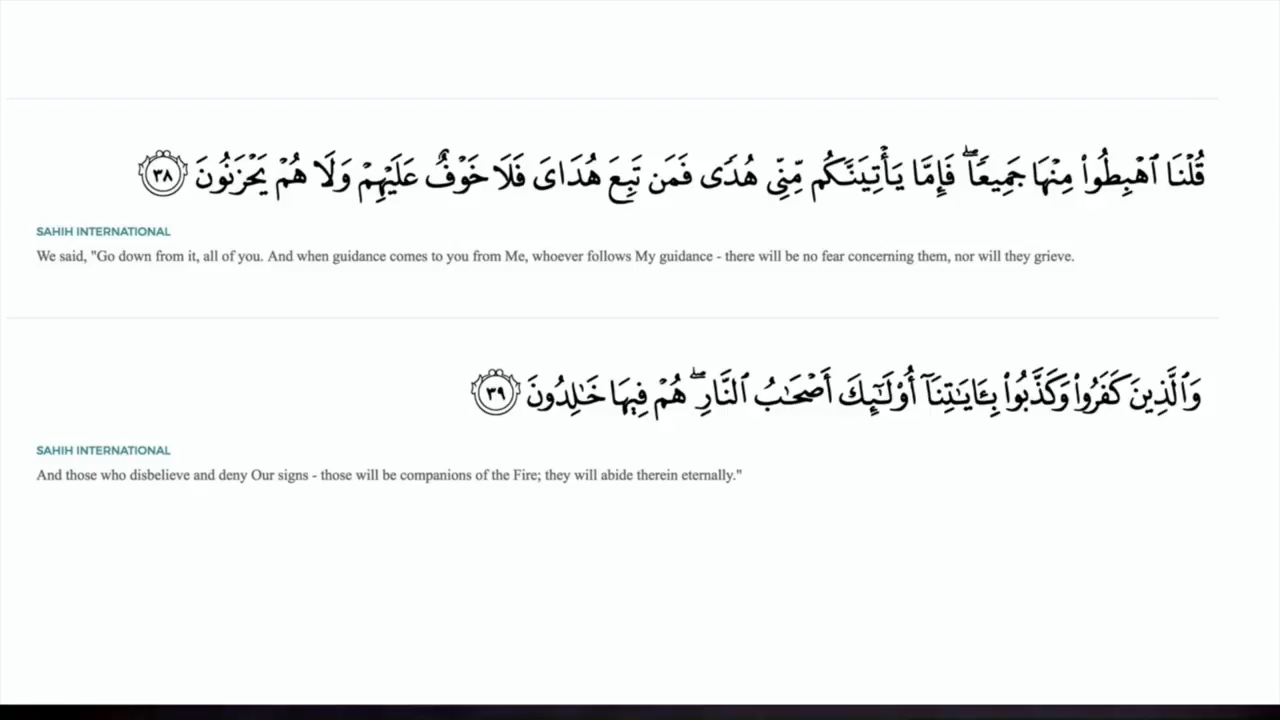 قُلْنَا ٱهْبِطُوا۟ مِنْهَا جَمِيعًا ۖ فَإِمَّا يَأْتِيَنَّكُم مِّنِّى هُدًى فَمَن تَبِعَ هُدَاىَ فَلَا خَوْفٌ عَلَيْهِمْ وَلَا هُمْ يَحْزَنُونَ ٣٨
SAHIH INTERNATIONAL
We said, "Go down from it, all of you. And when guidance comes to you from Me, whoever follows My guidance - there will be no fear concerning them, nor will they grieve.
وَٱلَّذِينَ كَفَرُوا۟ وَكَذَّبُوا۟ بِـَٔايَـٰتِنَآ أُو۟لَـٰٓئِكَ أَصْحَـٰبُ ٱلنَّارِ ۖ هُمْ فِيهَا خَـٰلِدُونَ ٣٩
SAHIH INTERNATIONAL
And those who disbelieve and deny Our signs - those will be companions of the Fire; they will abide therein eternally."